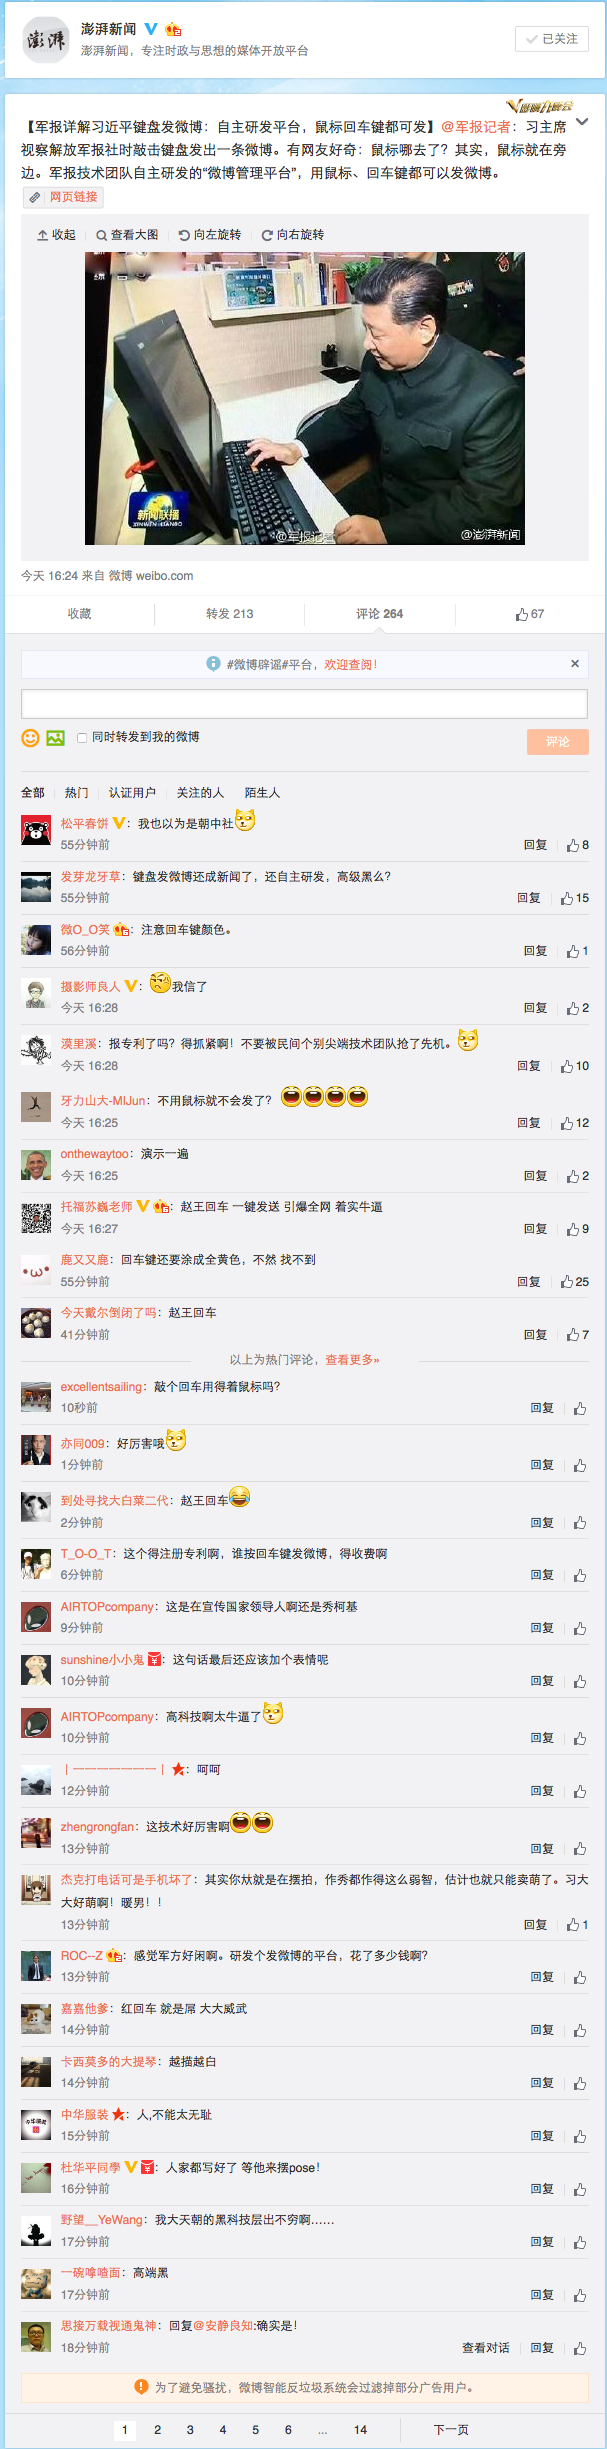 澎湃
澎湃新闻
澎湃新闻，专注时政与思想的媒体开放平台
已关注
【军报详解习近平键盘发微博：自主研发平台，鼠标回车键都可发】@军报记者：习主席
视察解放军报社时敲击键盘发出一条微博。有网友好奇：鼠标哪去了？其实，鼠标就在旁
边。军报技术团队自主研发的“微博管理平台”，用鼠标、回车键都可以发微博。
网页链接
收起 查看大图 向左旋转 向右旋转
新闻联播
XINWEN LIANBO
@军报记者
@澎湃新闻
今天 16:24 来自 微博 weibo.com
收藏 转发 213 评论 264 67
#微博辟谣#平台，欢迎查阅！ ×
同时转发到我的微博 评论
全部 热门 认证用户 关注的人 陌生人
松平春饼：我也以为是朝中社
55分钟前 回复 8
发芽龙牙草：键盘发微博还成新闻了，还自主研发，高级黑么？
55分钟前 回复 15
微O_O笑：注意回车键颜色。
56分钟前 回复 1
摄影师良人：我信了
今天 16:28 回复 2
漠里溪：报专利了吗？得抓紧啊！不要被民间个别尖端技术团队抢了先机。
今天 16:28 回复 10
牙力山大-MIJun：不用鼠标就不会发了？
今天 16:25 回复 12
onthewaytoo：演示一遍
今天 16:25 回复 2
托福苏巍老师：赵王回车 一键发送 引爆全网 着实牛逼
今天 16:27 回复 9
鹿又又鹿：回车键还要涂成全黄色，不然 找不到
55分钟前 回复 25
今天戴尔倒闭了吗：赵王回车
41分钟前 回复 7
以上为热门评论，查看更多»
excellentsailing：敲个回车用得着鼠标吗？
10秒前 回复
亦同009：好厉害哦
1分钟前 回复
到处寻找大白菜二代：赵王回车
2分钟前 回复
T_O-O_T：这个得注册专利啊，谁按回车键发微博，得收费啊
6分钟前 回复
AIRTOPcompany：这是在宣传国家领导人啊还是秀柯基
9分钟前 回复
sunshine小小鬼：这句话最后还应该加个表情呢
10分钟前 回复
AIRTOPcompany：高科技啊太牛逼了
10分钟前 回复
丨一一一一一一一丨：呵呵
12分钟前 回复
zhengrongfan：这技术好厉害啊
13分钟前 回复
杰克打电话可是手机坏了：其实你夶就是在摆拍，作秀都作得这么弱智，估计也就只能卖萌了。习大
大好萌啊！暖男！！
13分钟前 回复 1
ROC--Z：感觉军方好闲啊。研发个发微博的平台，花了多少钱啊？
13分钟前 回复
嘉嘉他爹：红回车 就是屌 大大威武
14分钟前 回复
卡西莫多的大提琴：越描越白
14分钟前 回复
中华服装：人,不能太无耻
15分钟前 回复
杜华平同學：人家都写好了 等他来摆pose！
16分钟前 回复
野望__YeWang：我大天朝的黑科技层出不穷啊......
17分钟前 回复
一碗嗱喳面：高端黑
17分钟前 回复
思接万载视通鬼神：回复@安静良知:确实是！
18分钟前 查看对话 回复
为了避免骚扰，微博智能反垃圾系统会过滤掉部分广告用户。
1 2 3 4 5 6 ... 14 下一页